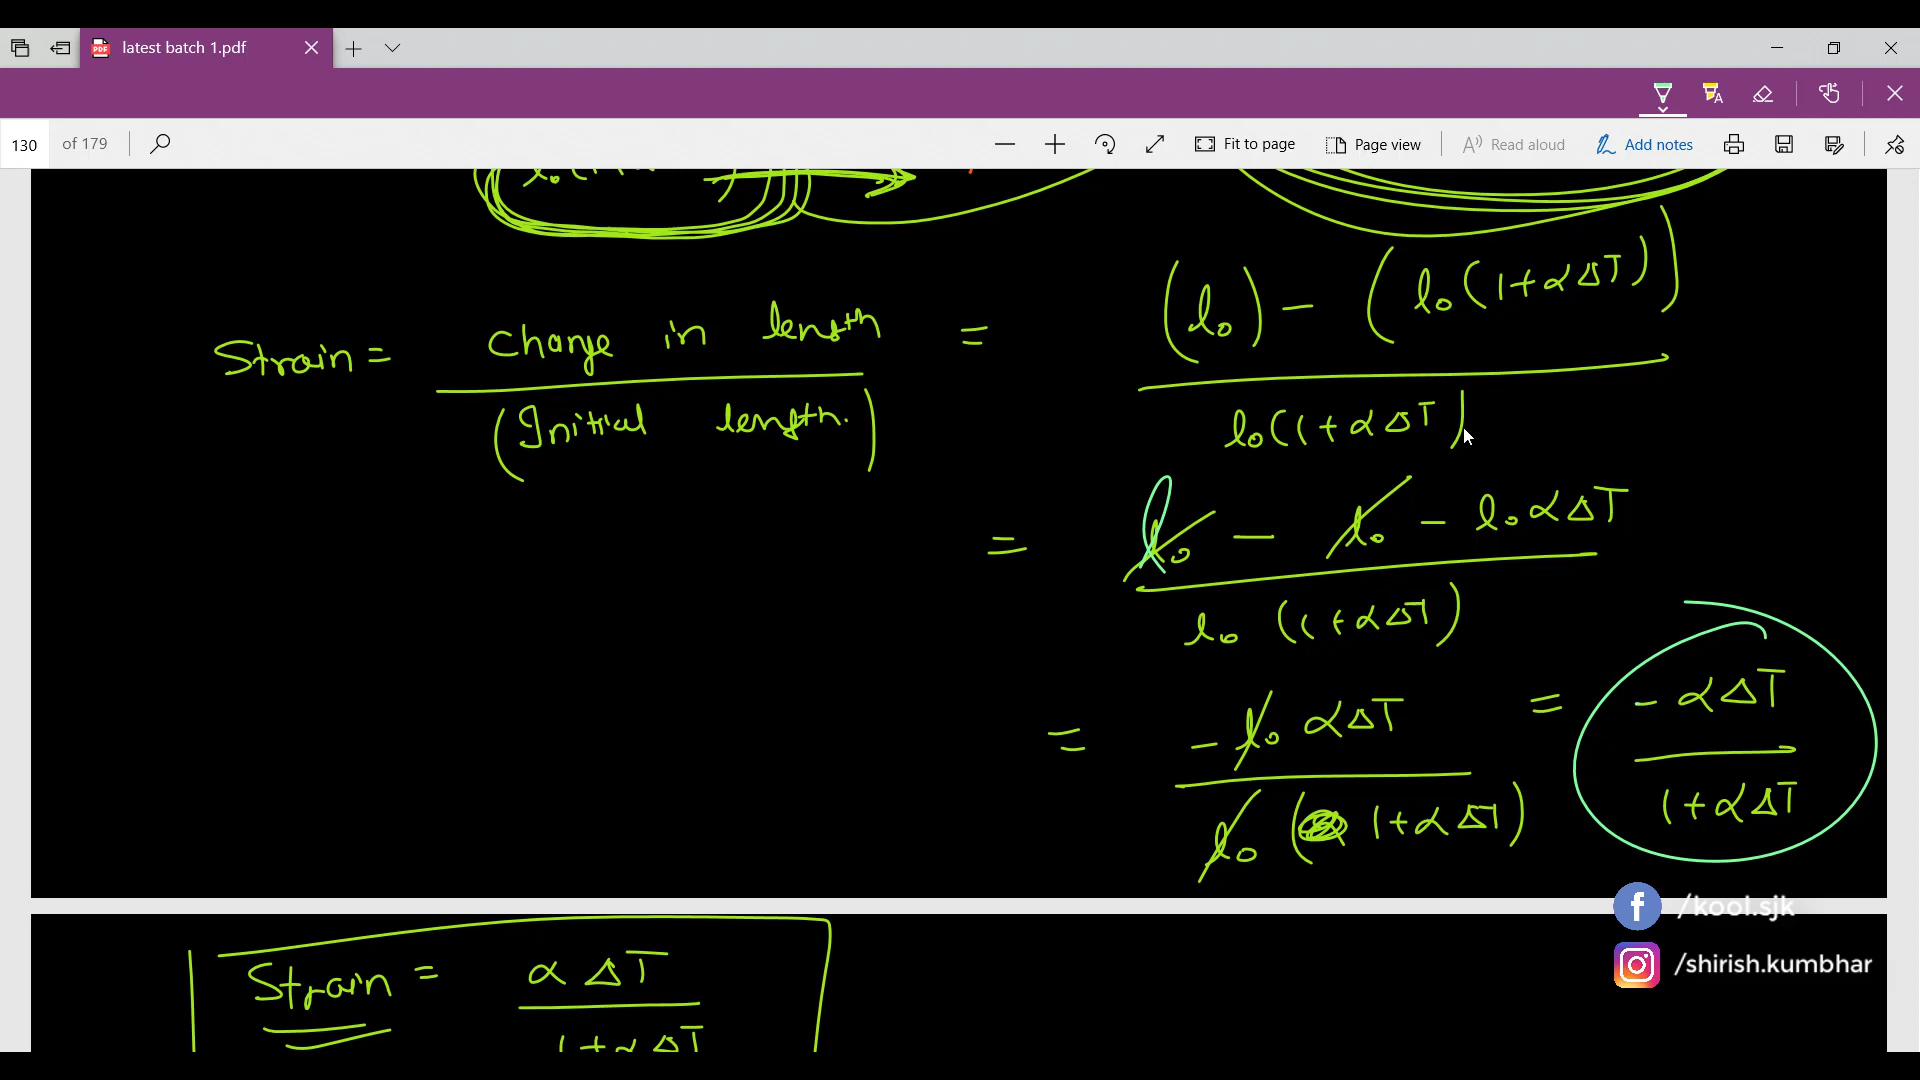 latest batch 1.pdf
130 of 179
Fit to page
Page view
Read aloud
Add notes
Strain = Change in length / (Initial length.) = (l₀) - (l₀(1+αΔT)) / l₀(1+αΔT)
= l₀ - l₀ - l₀αΔT / l₀ (1+αΔT)
= -l₀ αΔT / l₀ (1+αΔT) = -αΔT / 1+αΔT
/kool.sjk
/shirish.kumbhar
Strain = αΔT / 1+αΔT